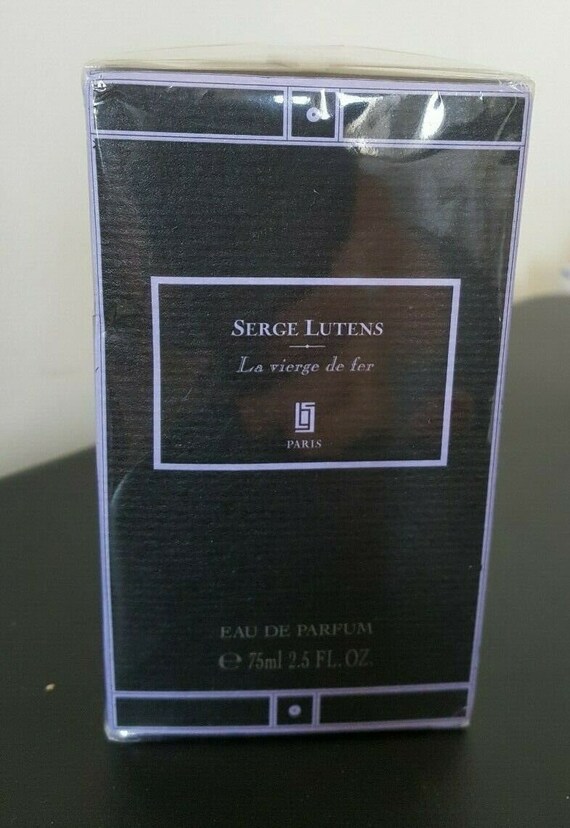 SERGE LUTENS
La vierge de fer
PARIS
EAU DE PARFUM
℮ 75ml 2.5 FL. OZ.